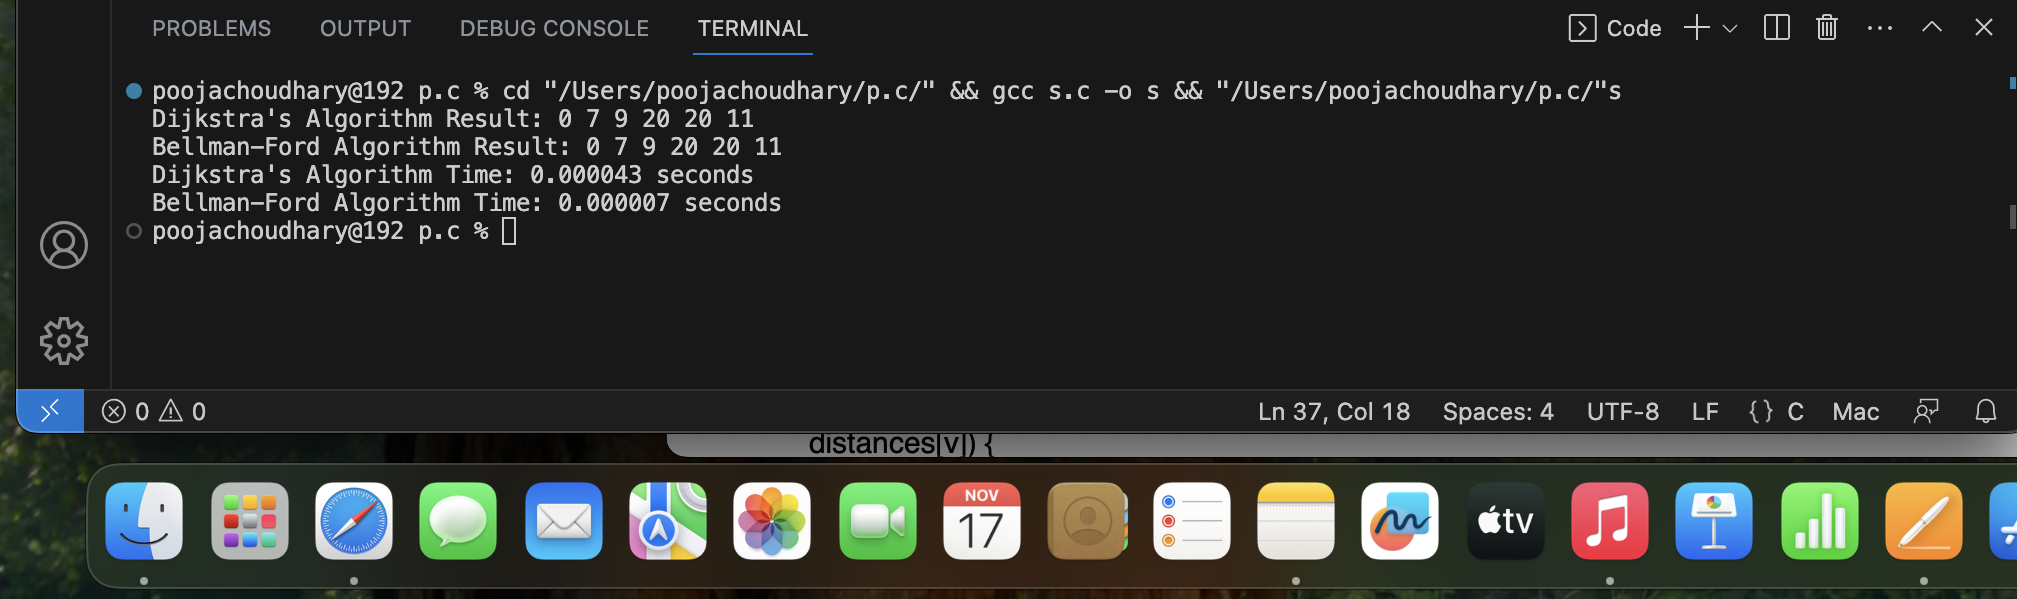 PROBLEMS OUTPUT DEBUG CONSOLE TERMINAL Code
poojachoudhary@192 p.c % cd "/Users/poojachoudhary/p.c/" && gcc s.c -o s && "/Users/poojachoudhary/p.c/"s
Dijkstra's Algorithm Result: 0 7 9 20 20 11
Bellman-Ford Algorithm Result: 0 7 9 20 20 11
Dijkstra's Algorithm Time: 0.000043 seconds
Bellman-Ford Algorithm Time: 0.000007 seconds
poojachoudhary@192 p.c %
0 0 Ln 37, Col 18 Spaces: 4 UTF-8 LF {} C Mac
distances[v]) {
NOV
17
tv